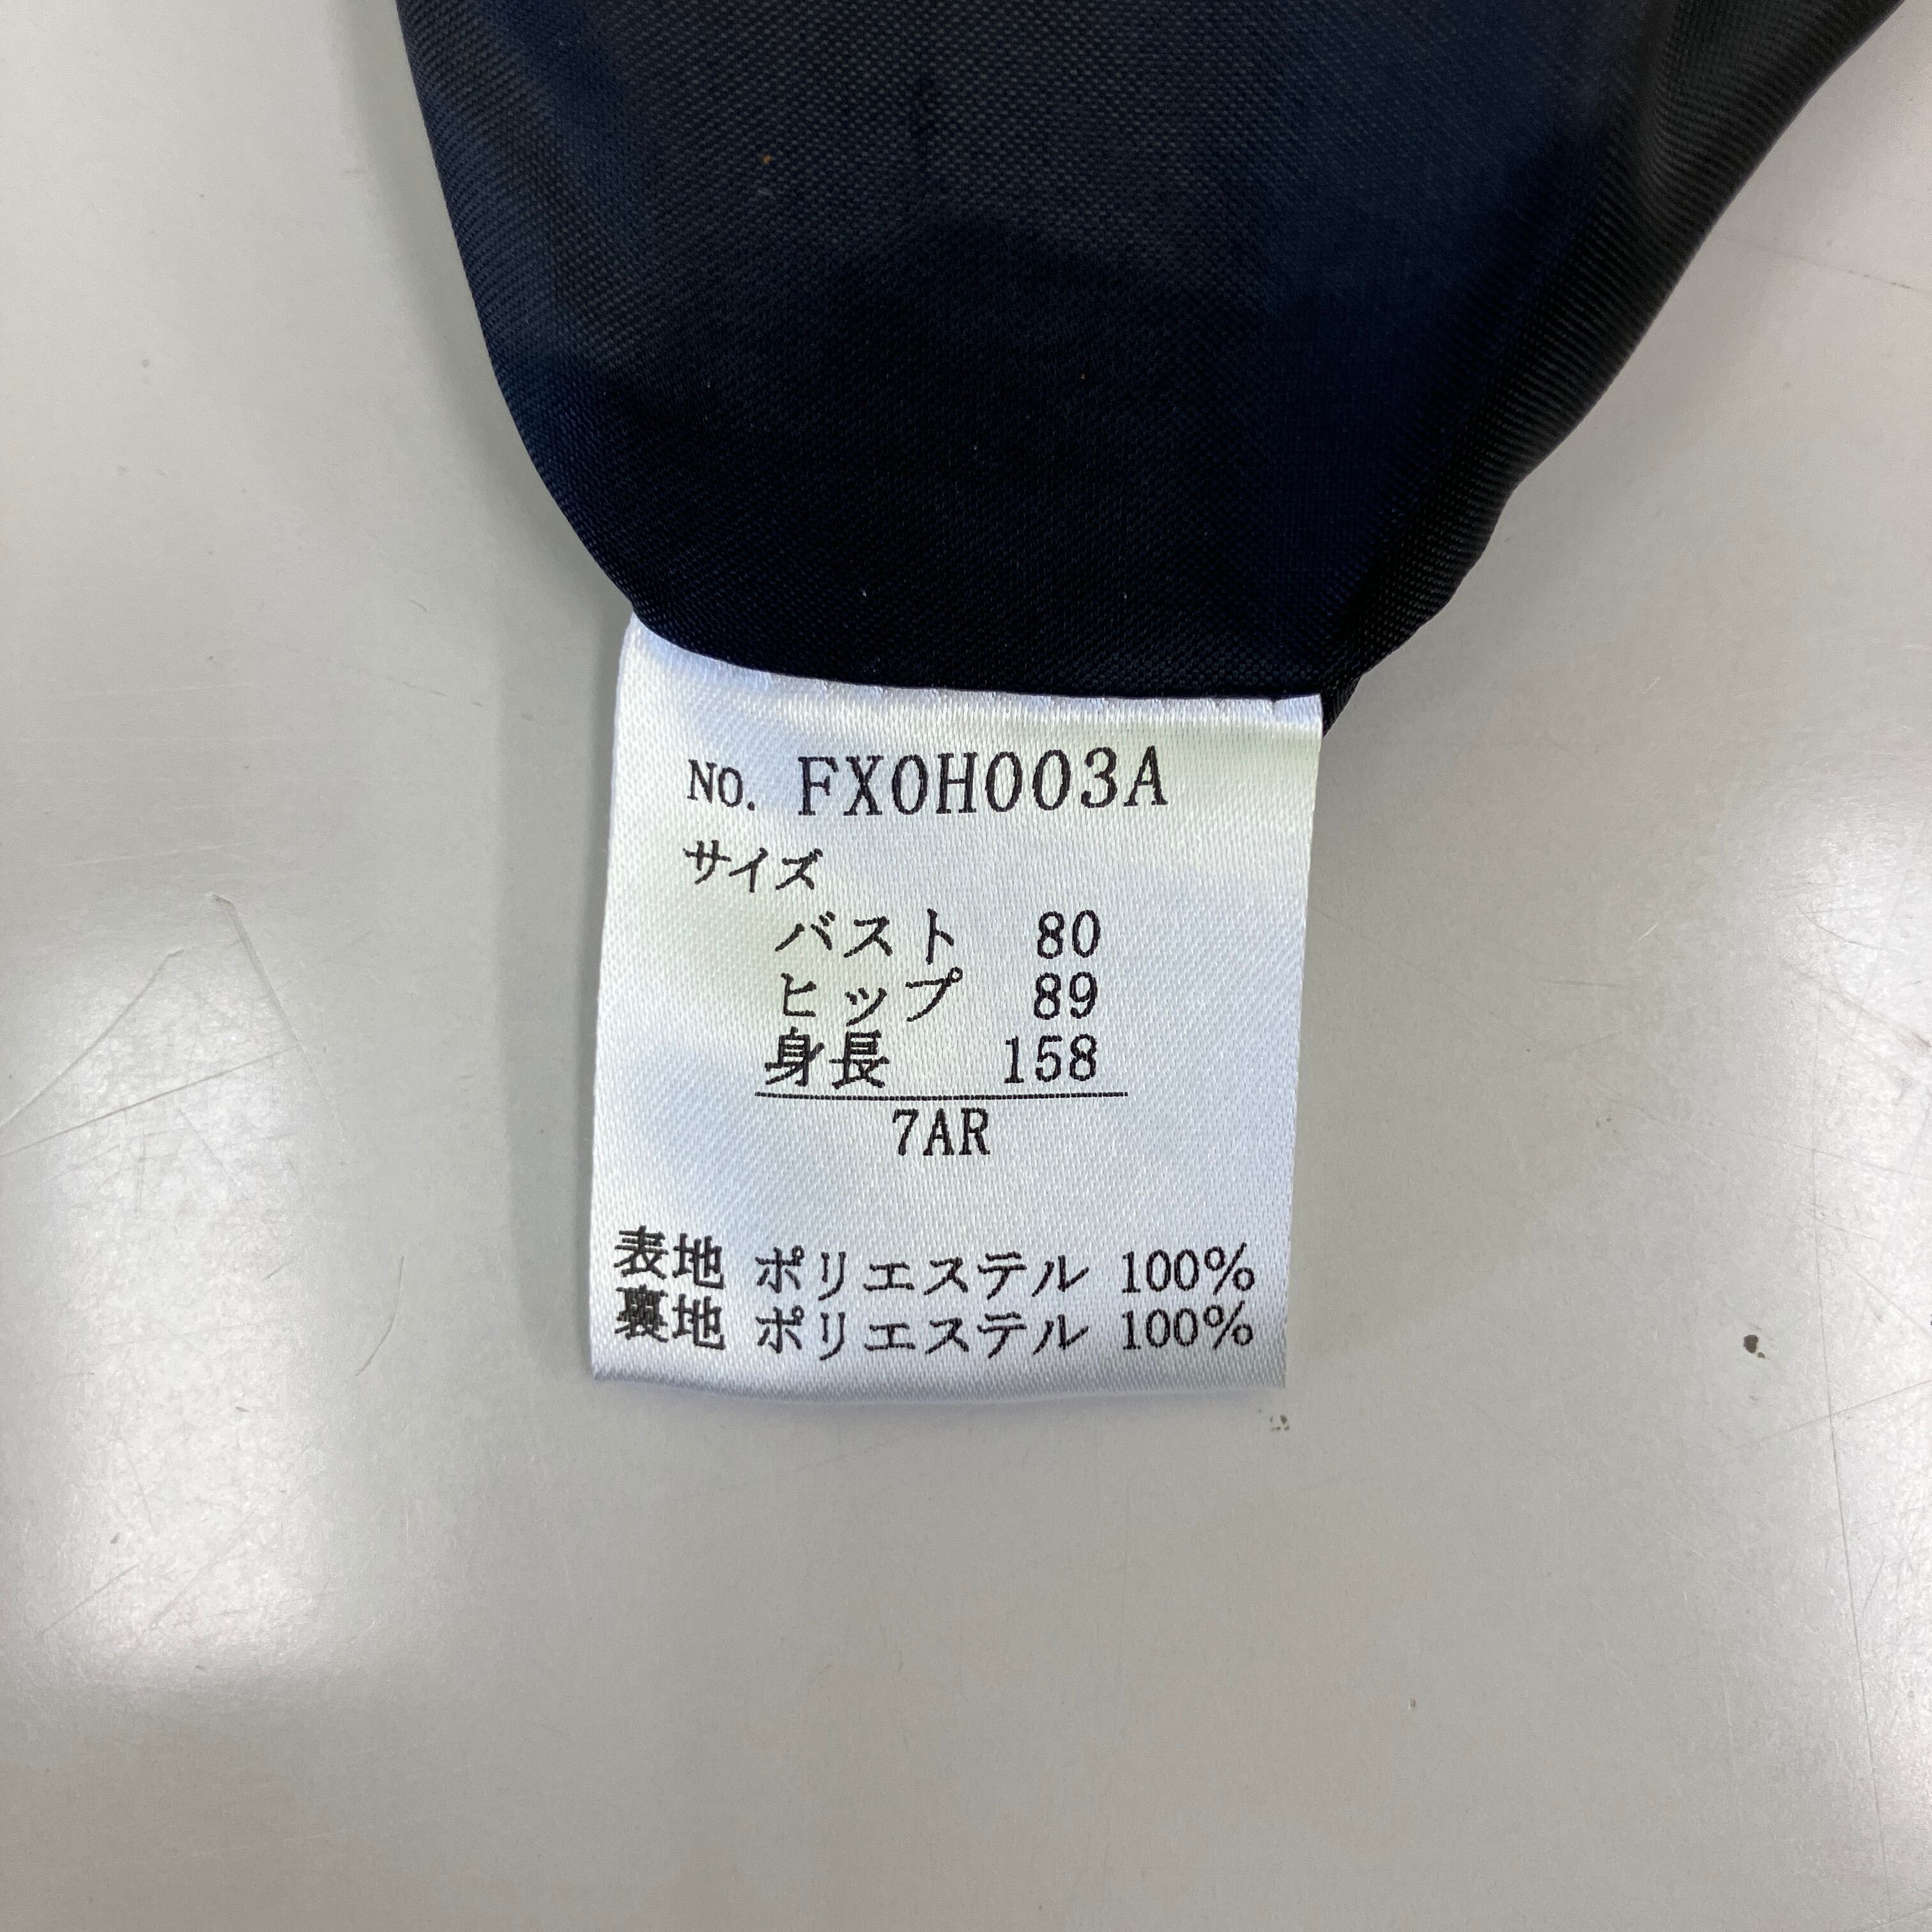 NO. FX0H003A
サイズ
バスト 80
ヒップ 89
身長 158
7AR
表地 ポリエステル 100%
裏地 ポリエステル 100%